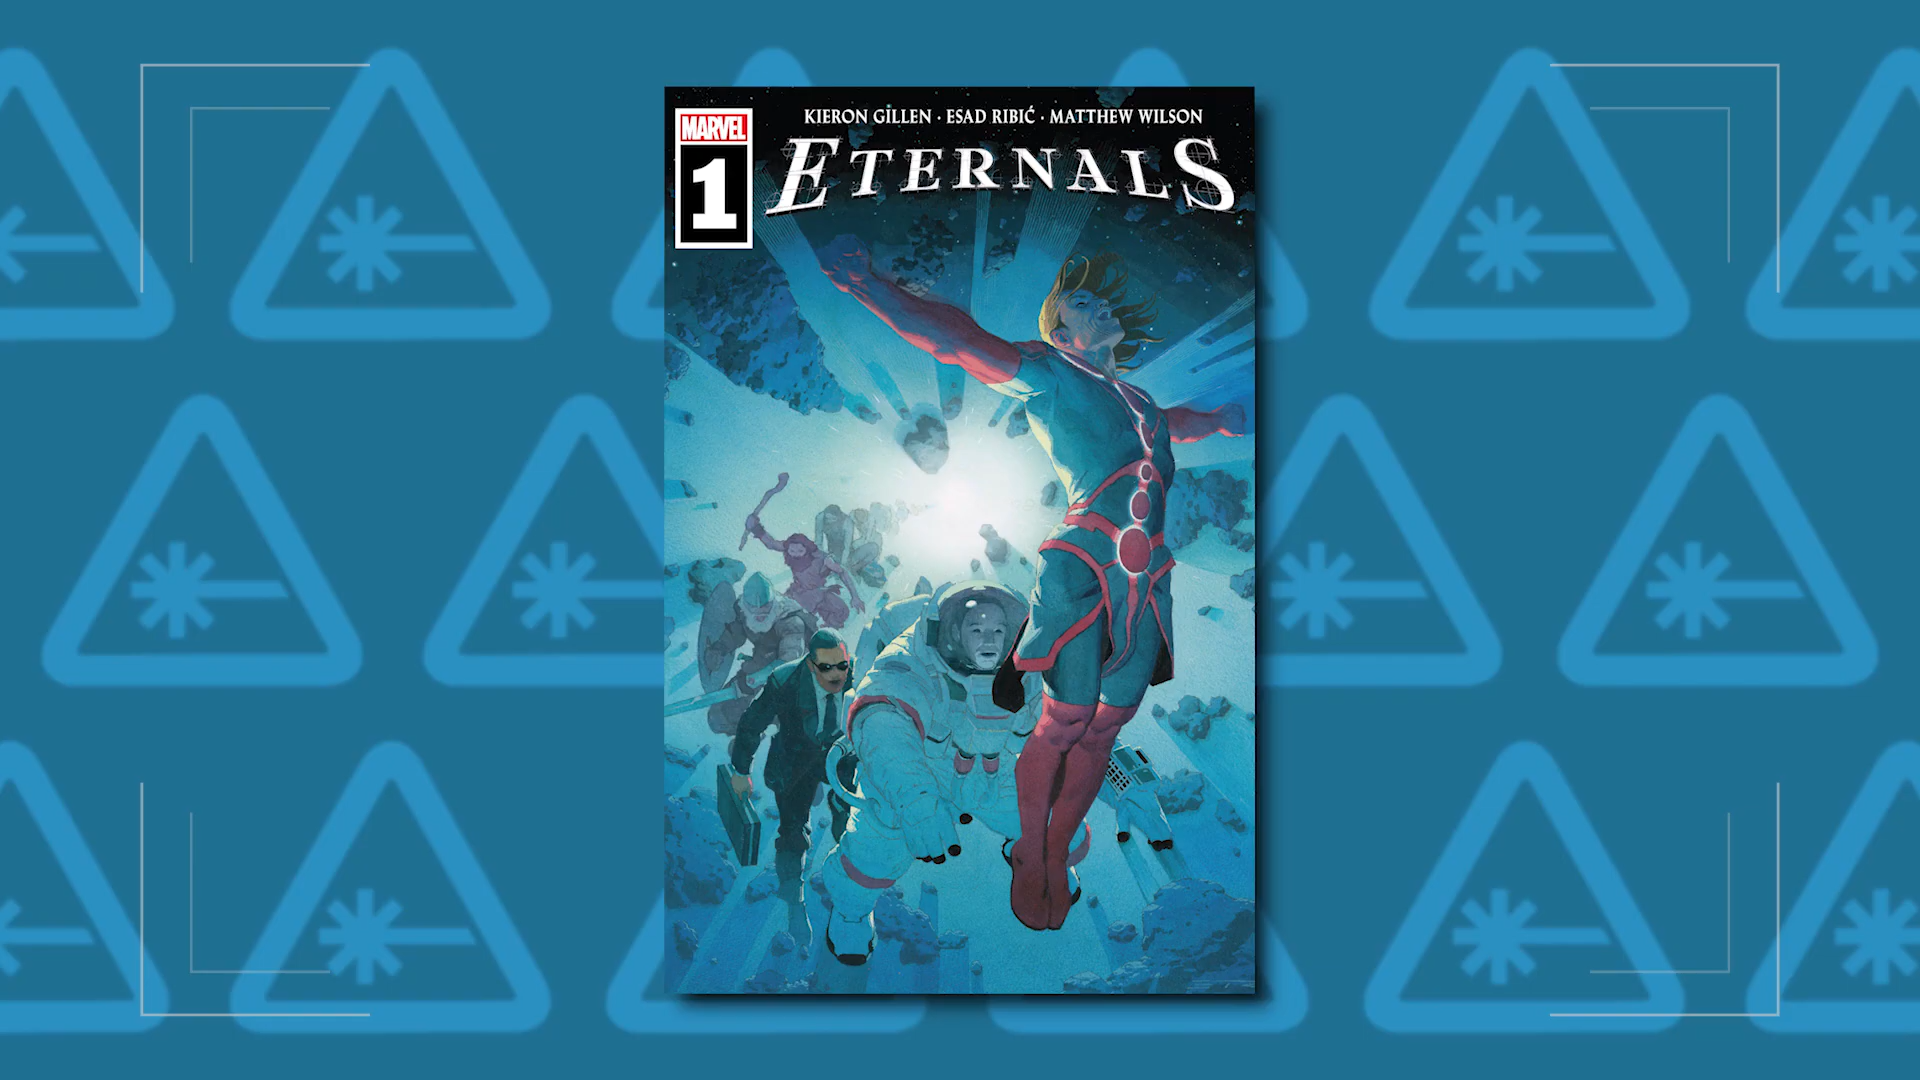 KIERON GILLEN · ESAD RIBIĆ · MATTHEW WILSON
MARVEL
1
ETERNALS